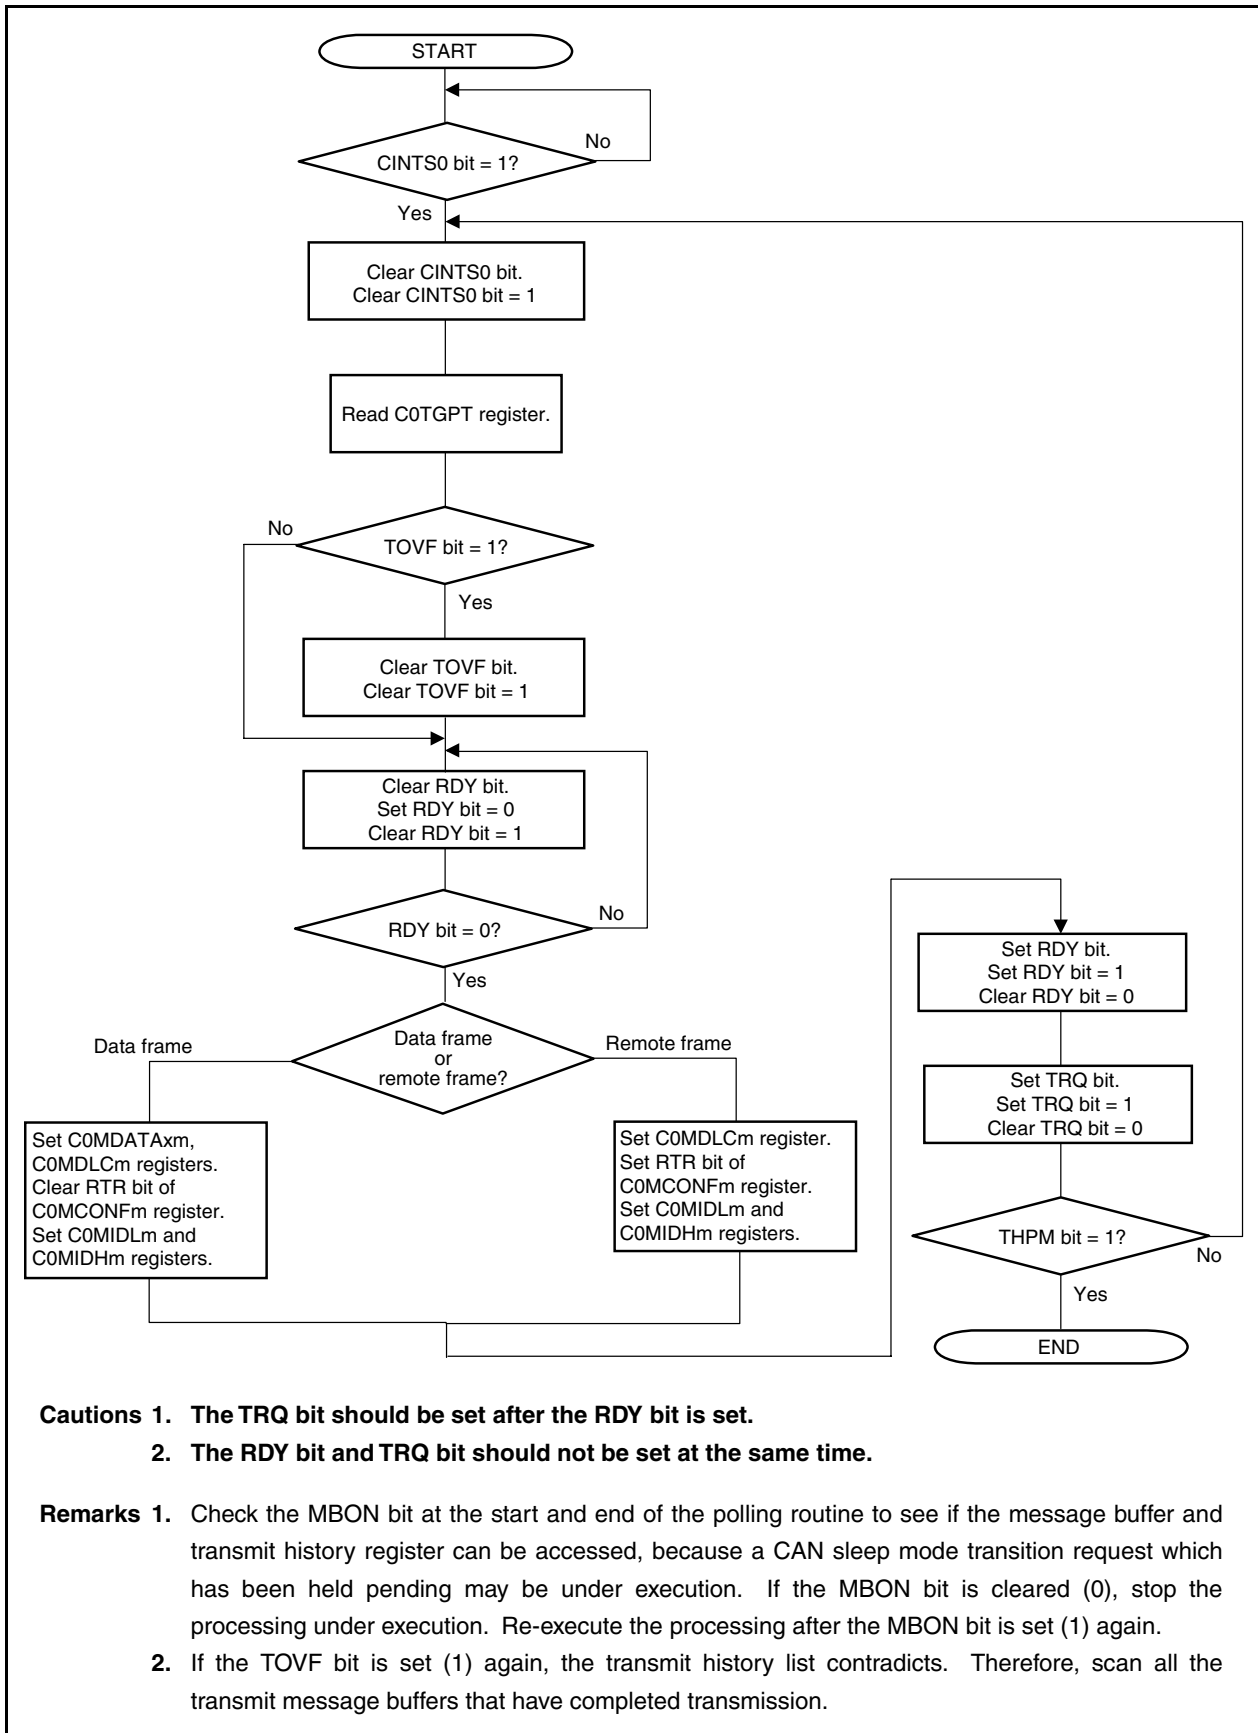 START
No
CINTS0 bit = 1?
Yes
Clear CINTS0 bit.
Clear CINTS0 bit = 1
Read C0TGPT register.
No
TOVF bit = 1?
Yes
Clear TOVF bit.
Clear TOVF bit = 1
Clear RDY bit.
Set RDY bit = 0
Clear RDY bit = 1
No
RDY bit = 0?
Yes
Data frame
or
remote frame?
Data frame
Remote frame
Set C0MDATAxm,
C0MDLCm registers.
Clear RTR bit of
C0MCONFm register.
Set C0MIDLm and
C0MIDHm registers.
Set C0MDLCm register.
Set RTR bit of
C0MCONFm register.
Set C0MIDLm and
C0MIDHm registers.
Set RDY bit.
Set RDY bit = 1
Clear RDY bit = 0
Set TRQ bit.
Set TRQ bit = 1
Clear TRQ bit = 0
THPM bit = 1?
No
Yes
END
Cautions 1. The TRQ bit should be set after the RDY bit is set.
2. The RDY bit and TRQ bit should not be set at the same time.
Remarks 1. Check the MBON bit at the start and end of the polling routine to see if the message buffer and
transmit history register can be accessed, because a CAN sleep mode transition request which
has been held pending may be under execution. If the MBON bit is cleared (0), stop the
processing under execution. Re-execute the processing after the MBON bit is set (1) again.
2. If the TOVF bit is set (1) again, the transmit history list contradicts. Therefore, scan all the
transmit message buffers that have completed transmission.